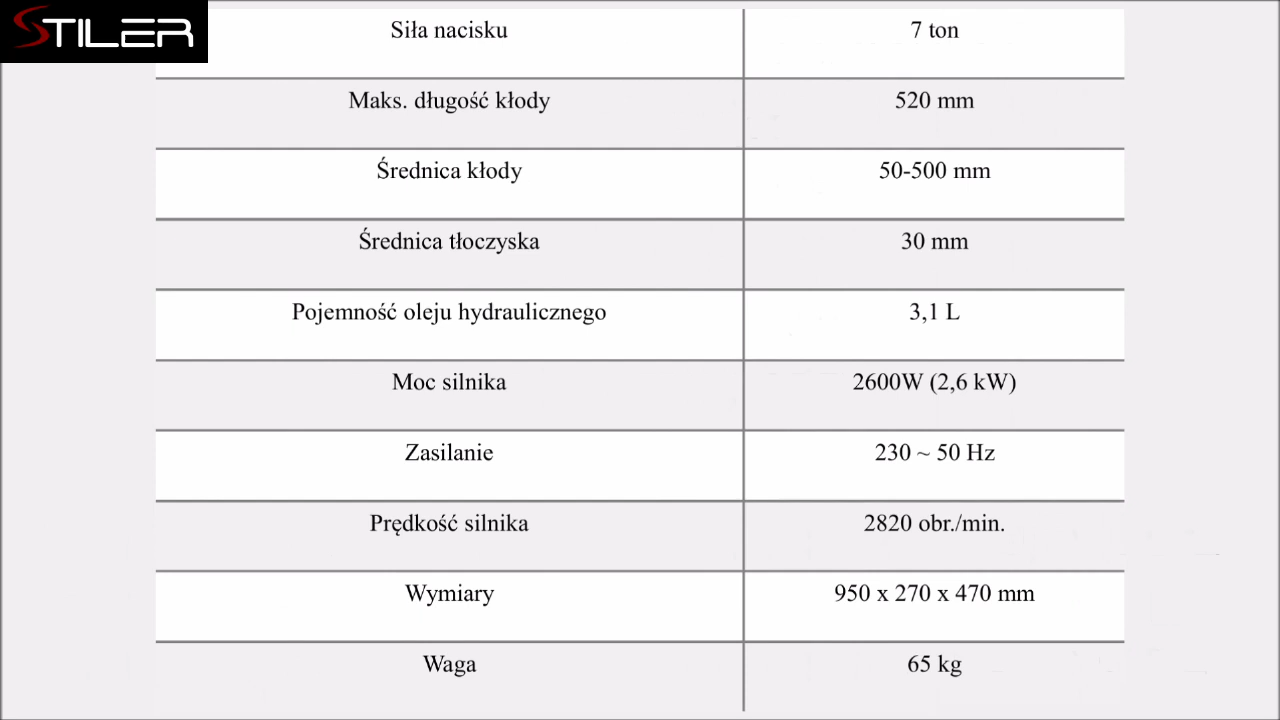 STILER
Siła nacisku 7 ton
Maks. długość kłody 520 mm
Średnica kłody 50-500 mm
Średnica tłoczyska 30 mm
Pojemność oleju hydraulicznego 3,1 L
Moc silnika 2600W (2,6 kW)
Zasilanie 230 ~ 50 Hz
Prędkość silnika 2820 obr./min.
Wymiary 950 x 270 x 470 mm
Waga 65 kg